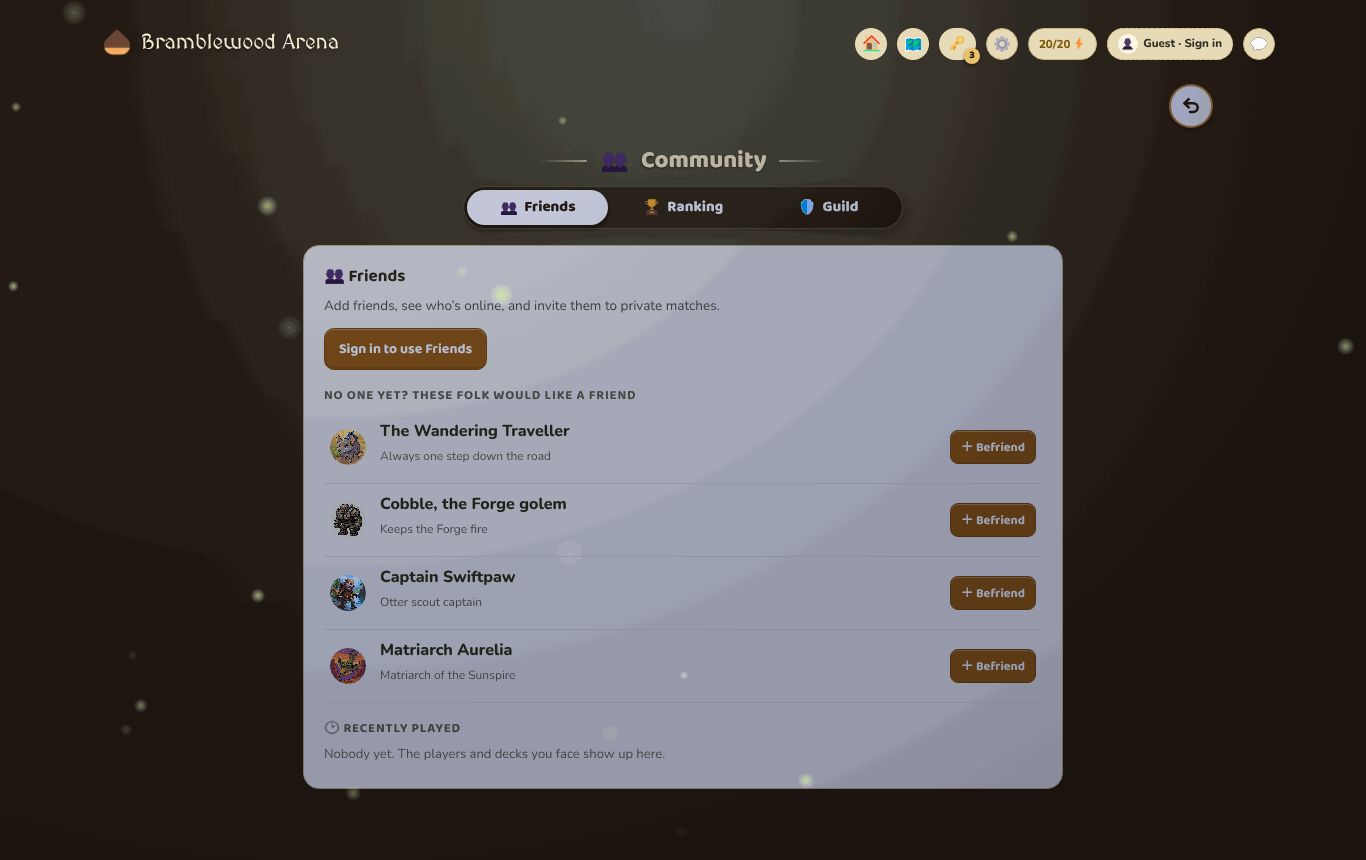 Bramblewood Arena
3
20/20
Guest · Sign in
Community
Friends
Ranking
Guild
Friends
Add friends, see who's online, and invite them to private matches.
Sign in to use Friends
NO ONE YET? THESE FOLK WOULD LIKE A FRIEND
The Wandering Traveller
Always one step down the road
+ Befriend
Cobble, the Forge golem
Keeps the Forge fire
+ Befriend
Captain Swiftpaw
Otter scout captain
+ Befriend
Matriarch Aurelia
Matriarch of the Sunspire
+ Befriend
RECENTLY PLAYED
Nobody yet. The players and decks you face show up here.